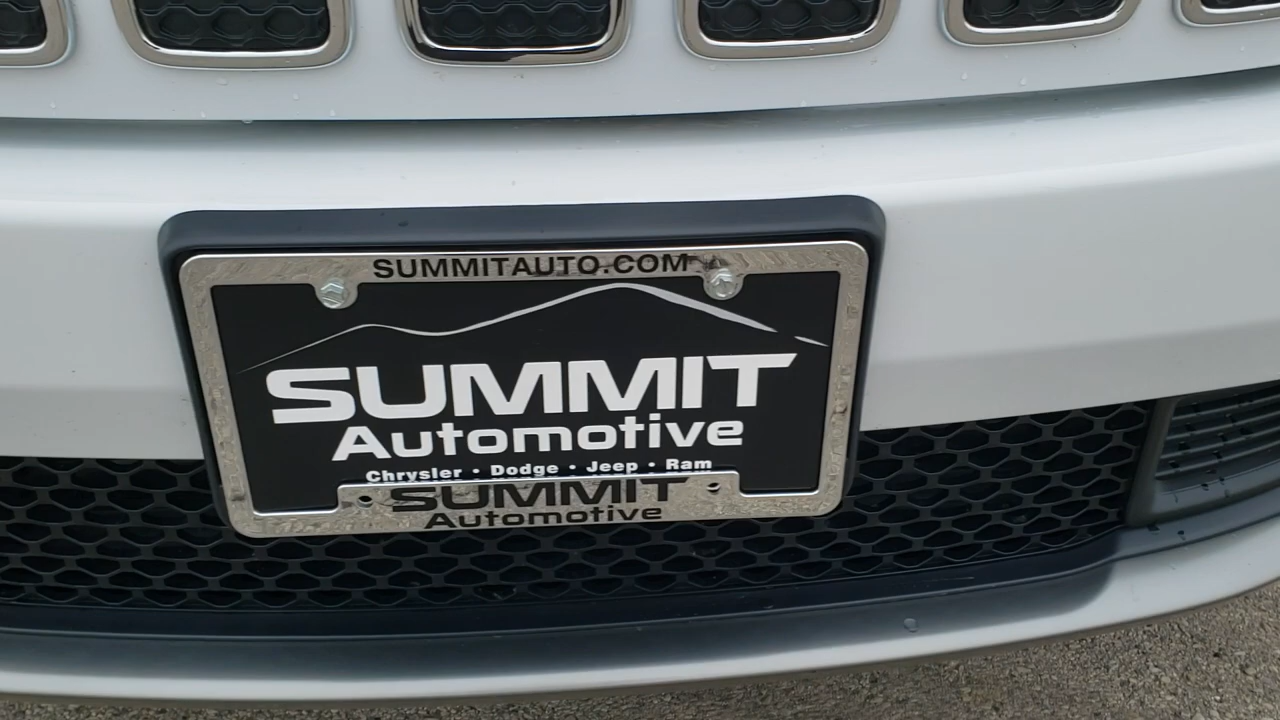 SUMMITAUTO.COM
SUMMIT
Automotive
Chrysler • Dodge • Jeep • Ram
SUMMIT
Automotive